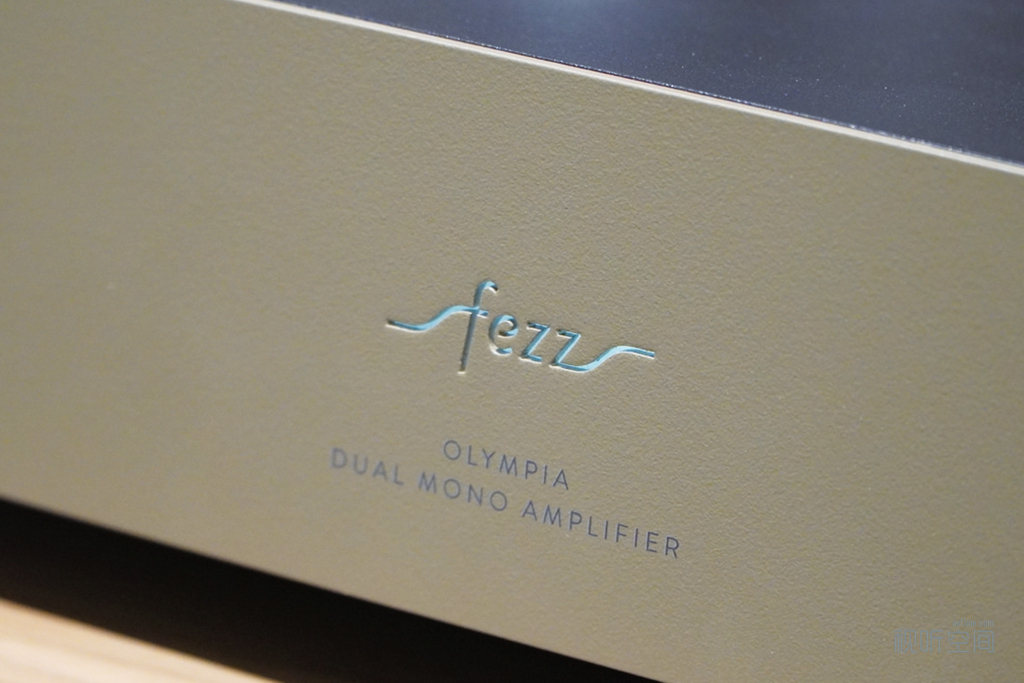 fezz
OLYMPIA
DUAL MONO AMPLIFIER